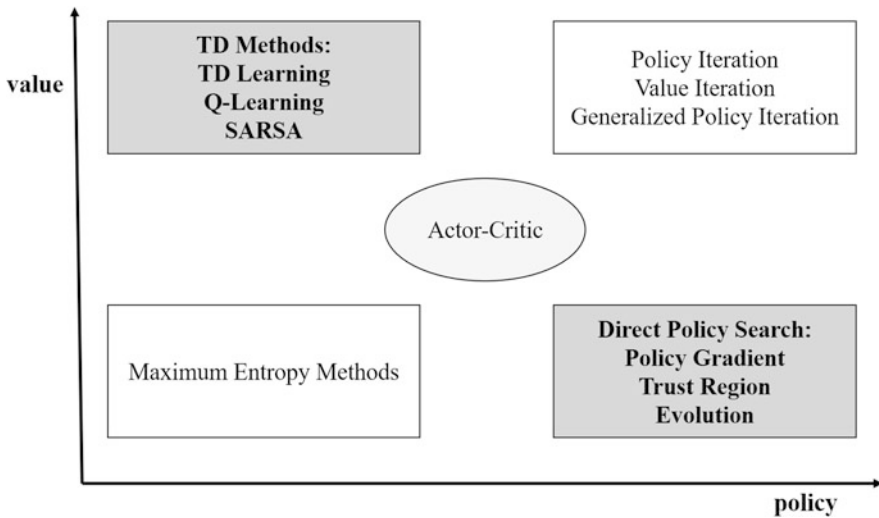 value
TD Methods:
TD Learning
Q-Learning
SARSA
Policy Iteration
Value Iteration
Generalized Policy Iteration
Actor-Critic
Maximum Entropy Methods
Direct Policy Search:
Policy Gradient
Trust Region
Evolution
policy